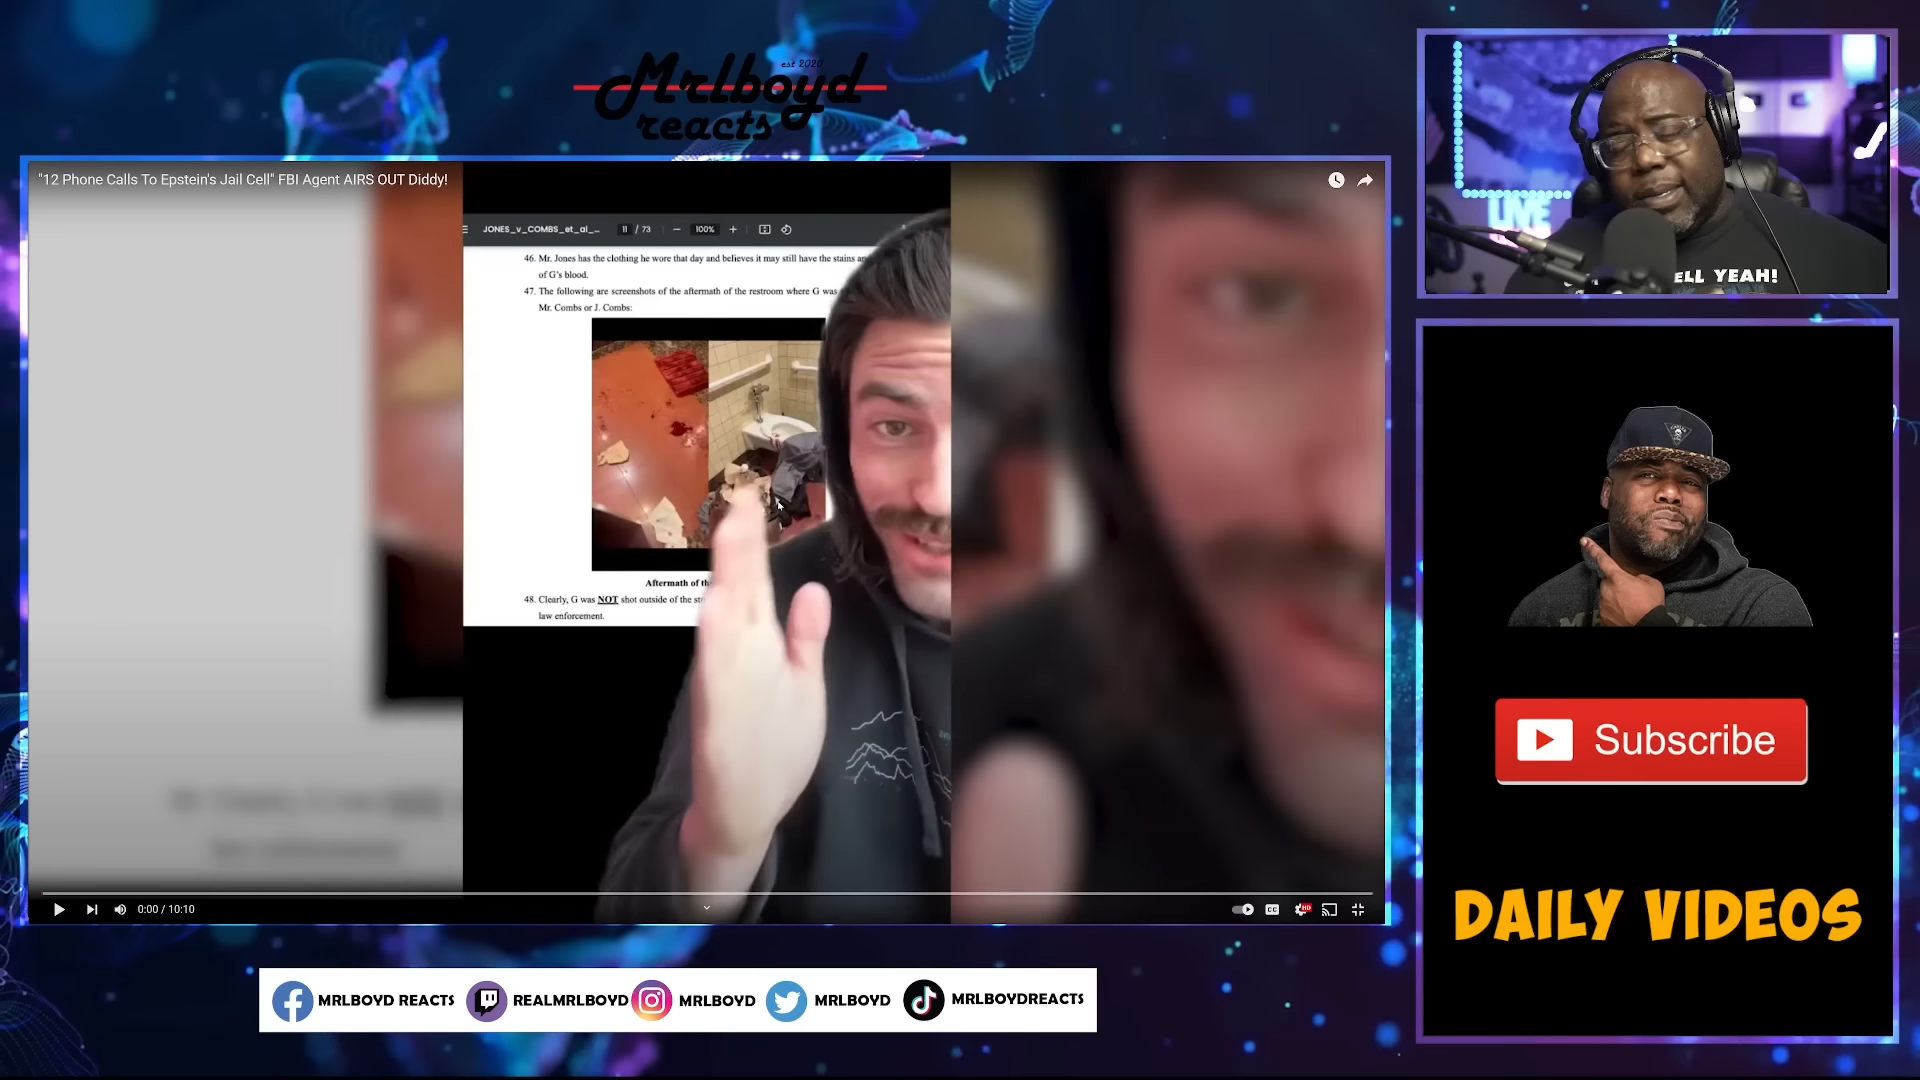 est 2020
Mrlboyd
reacts
"12 Phone Calls To Epstein's Jail Cell" FBI Agent AIRS OUT Diddy!
JONES_v_COMBS_et_al_... 11 / 73 100%
46. Mr. Jones has the clothing he wore that day and believes it may still have the stains
of G's blood.
47. The following are screenshots of the aftermath of the restroom where G was
Mr. Combs or J. Combs:
Aftermath of
48. Clearly, G was NOT shot outside of the
law enforcement.
LIVE
ELL YEAH!
Subscribe
DAILY VIDEOS
0:00 / 10:10
CC
HD
MRLBOYD REACTS REALMRLBOYD MRLBOYD MRLBOYD MRLBOYDREACTS